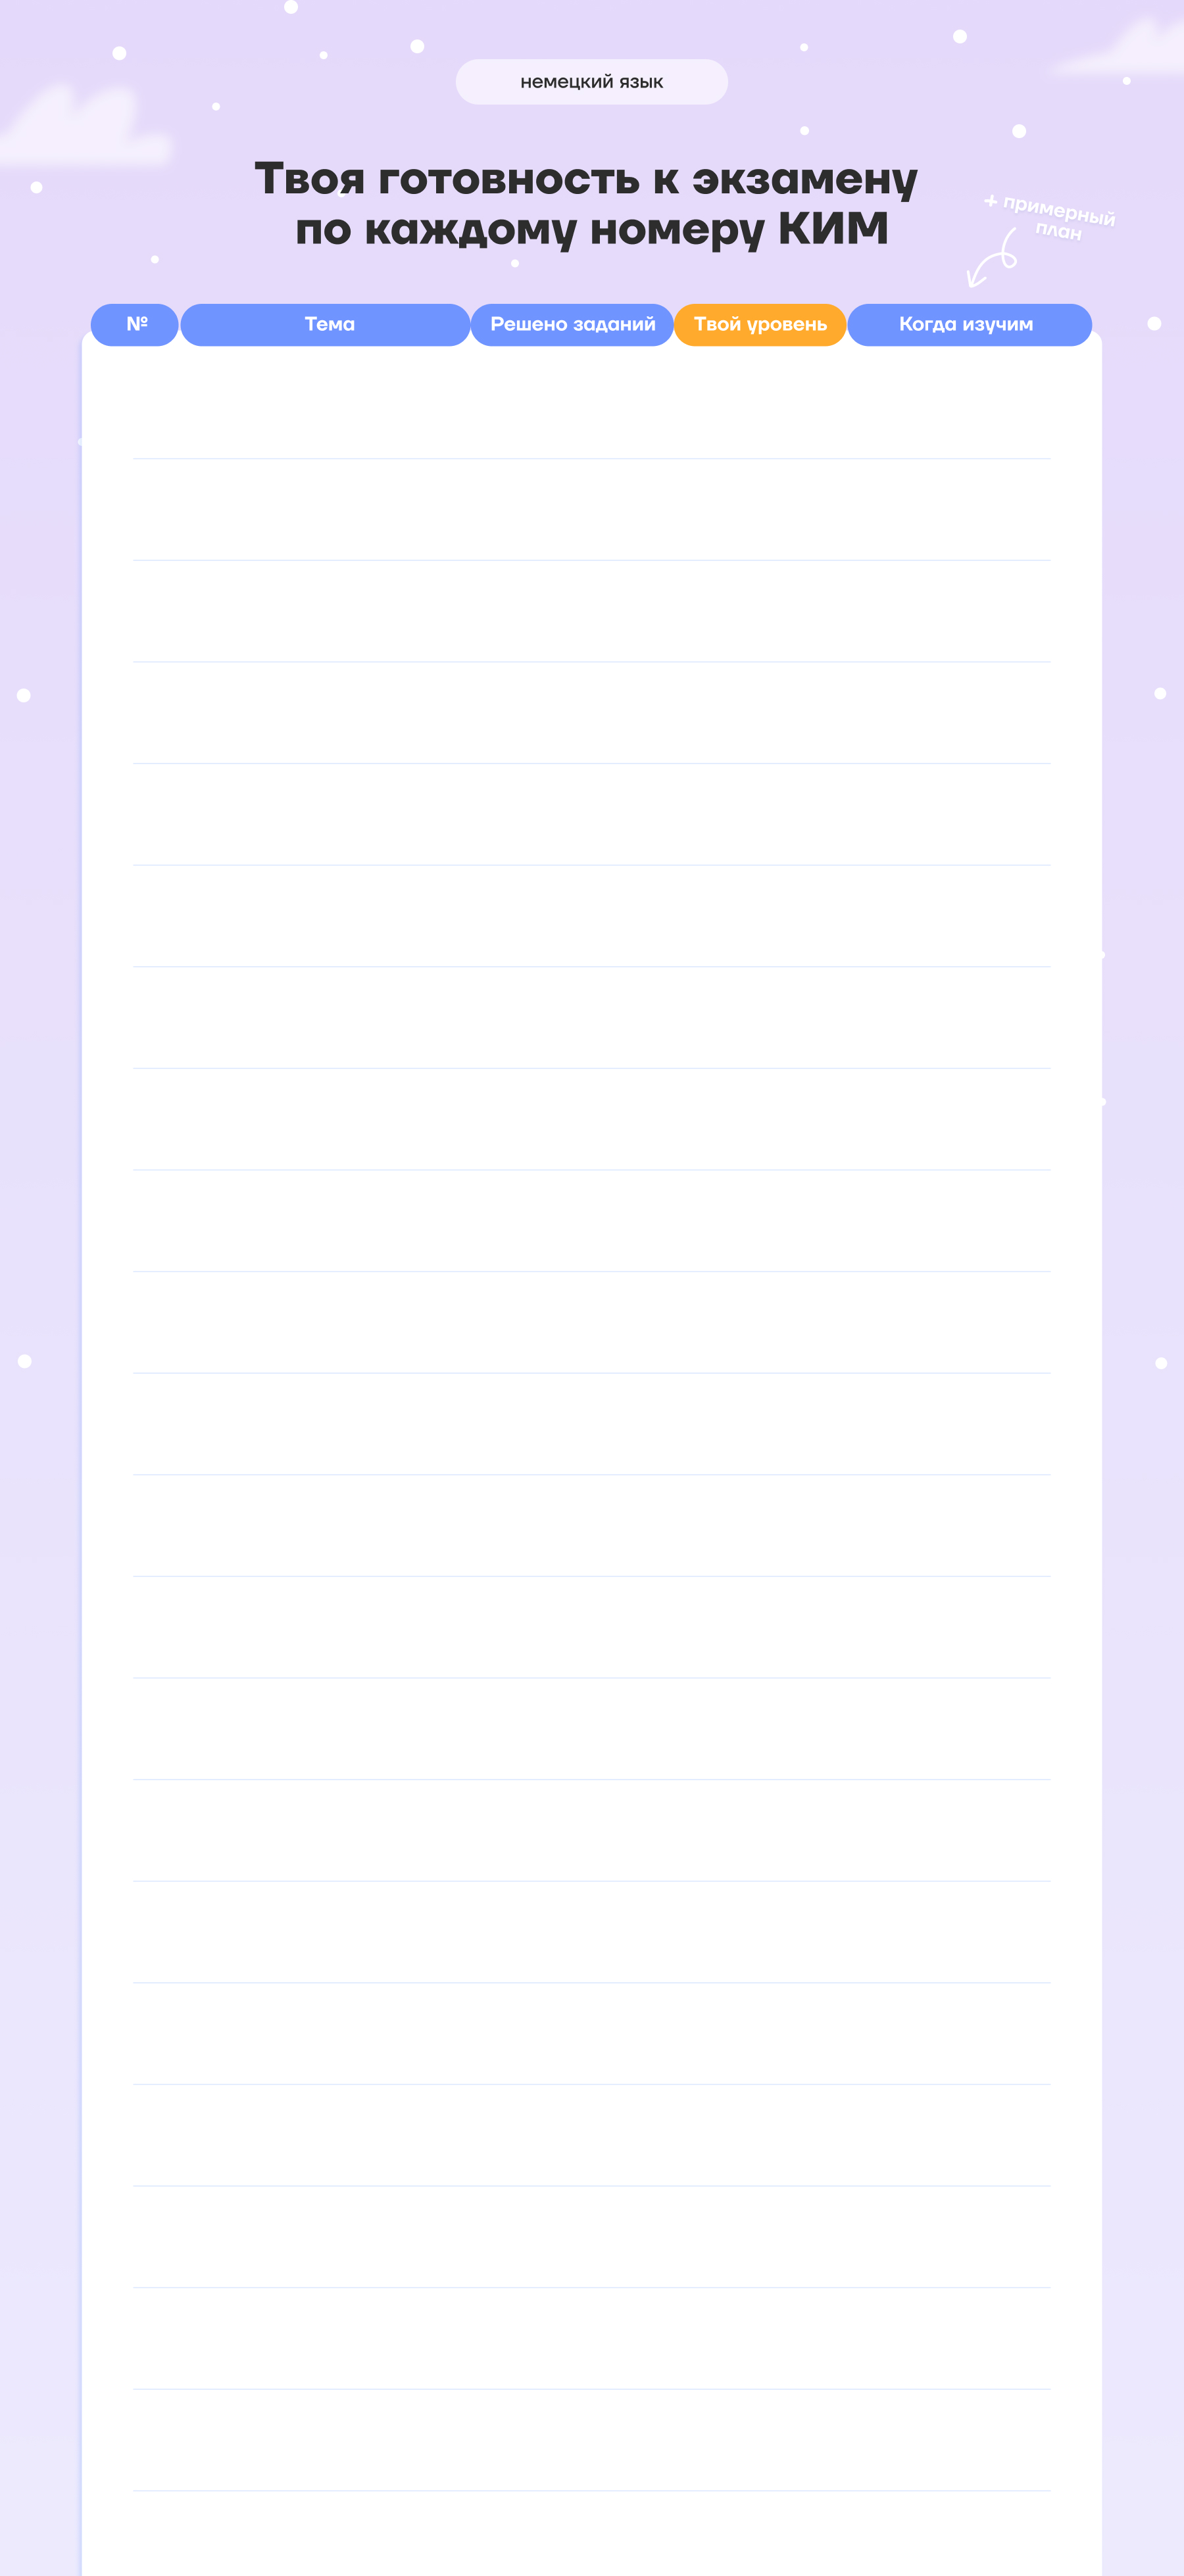 немецкий язык
Твоя готовность к экзамену
по каждому номеру КИМ
+ примерный
план
№ Тема Решено заданий Твой уровень Когда изучим